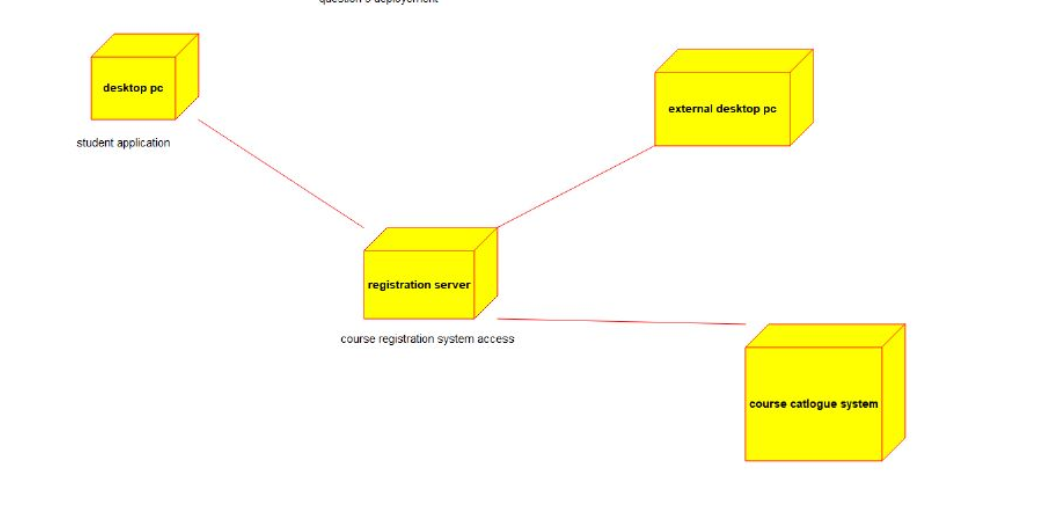 question 5 deployement
desktop pc
external desktop pc
student application
registration server
course registration system access
course catlogue system